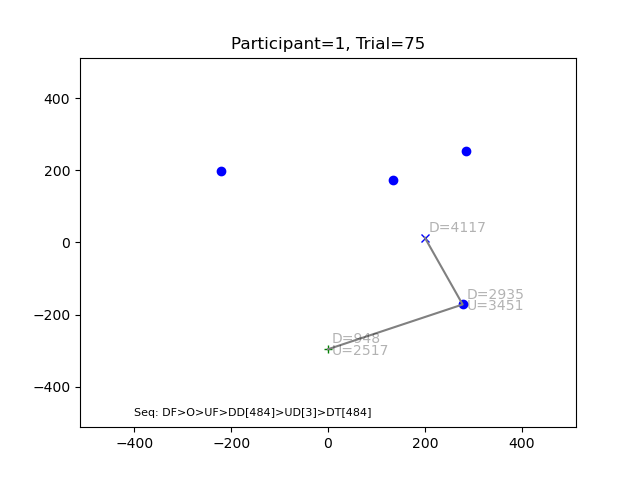 Participant=1, Trial=75
400
200
0
−200
−400
D=4117
D=2935
U=3451
D=948
U=2517
Seq: DF>O>UF>DD[484]>UD[3]>DT[484]
−400 −200 0 200 400